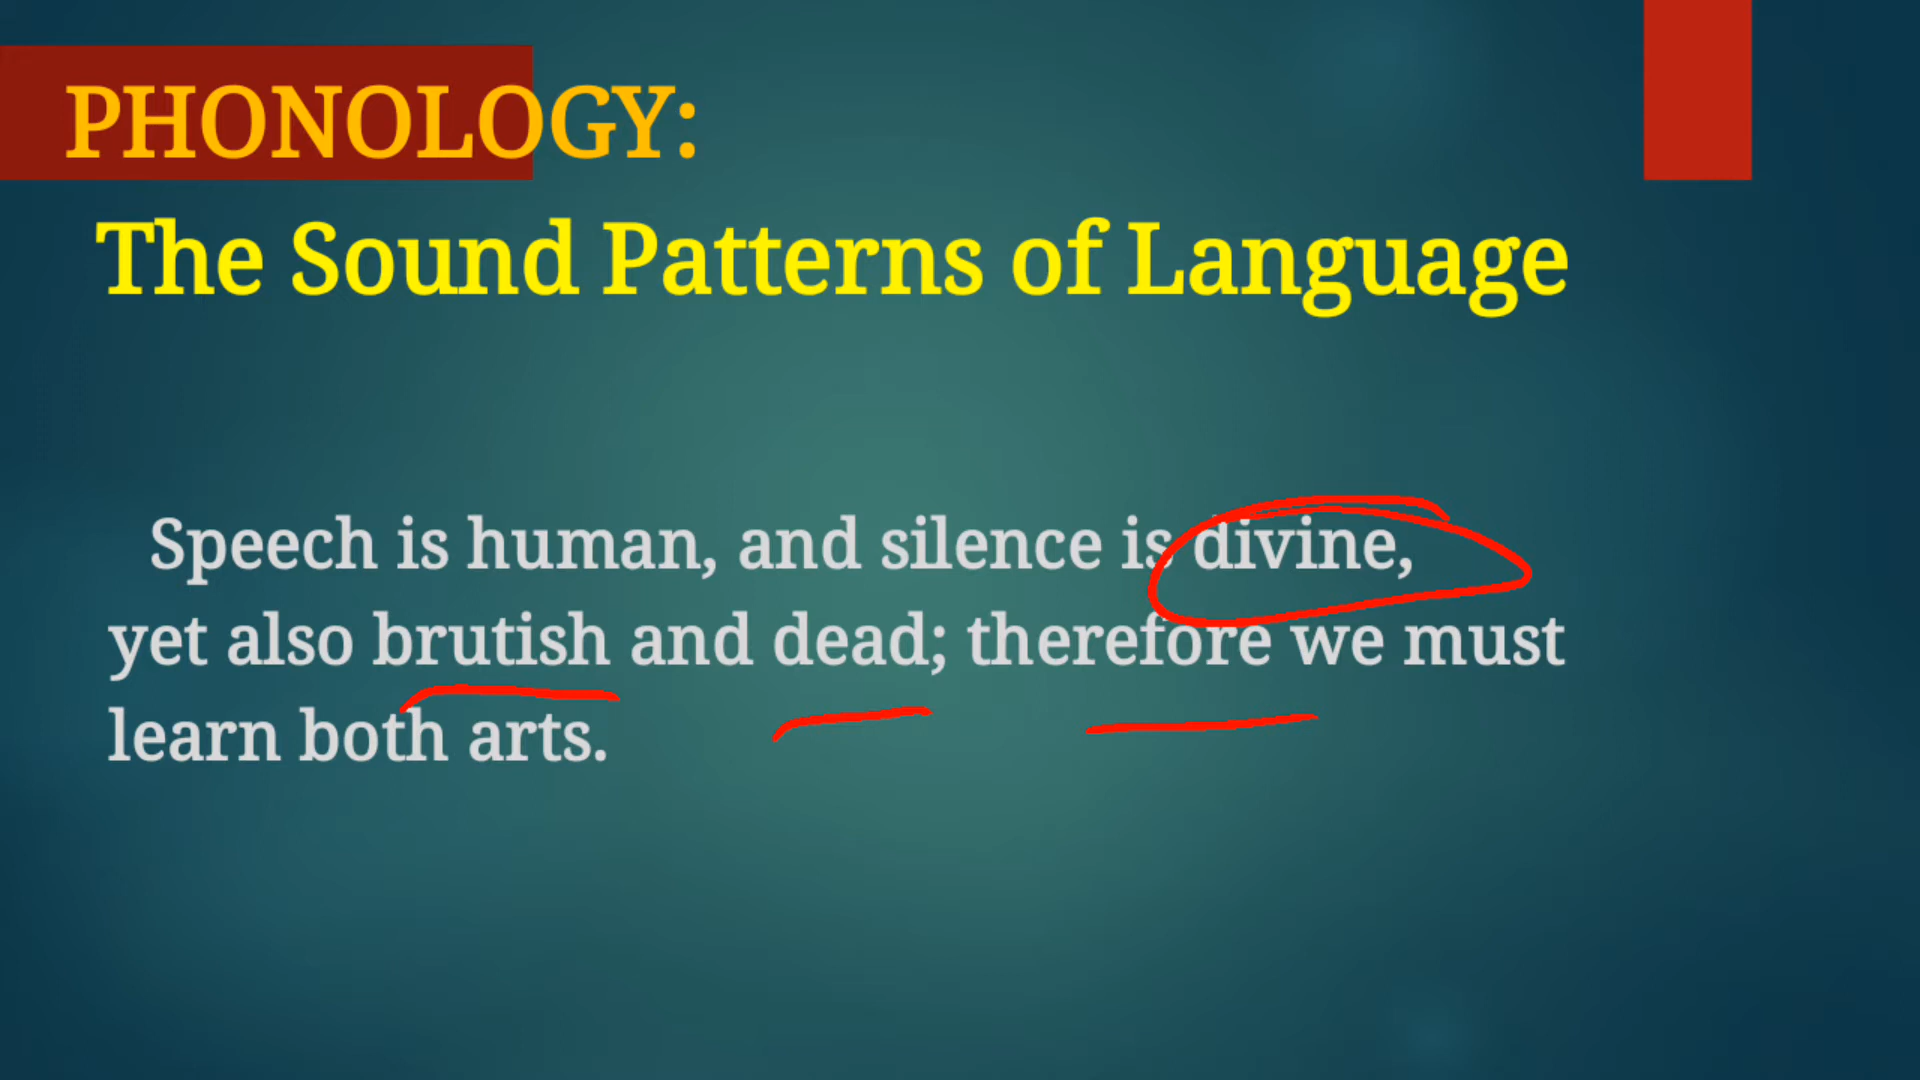 PHONOLOGY:
The Sound Patterns of Language
Speech is human, and silence is divine,
yet also brutish and dead; therefore we must
learn both arts.